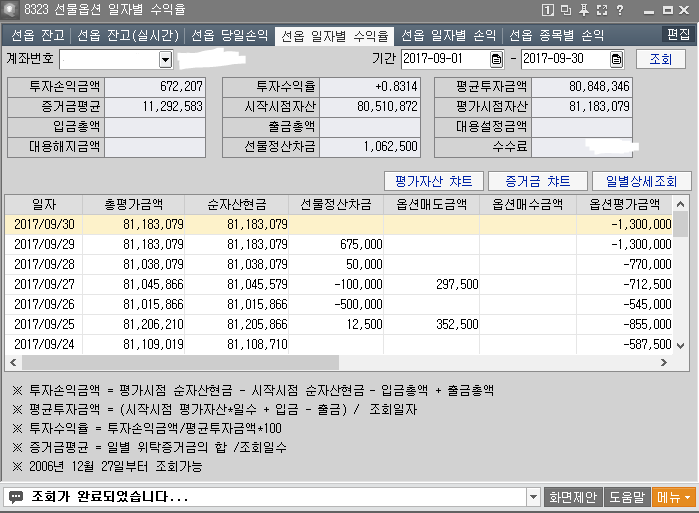 8323 선물옵션 일자별 수익율
선옵 잔고 선옵 잔고(실시간) 선옵 당일손익 선옵 일자별 수익율 선옵 일자별 손익 선옵 종목별 손익 편집
계좌번호 기간 2017-09-01 - 2017-09-30 조회
투자손익금액 672,207 투자수익율 +0.8314 평균투자금액 80,848,346
증거금평균 11,292,583 시작시점자산 80,510,872 평가시점자산 81,183,079
입금총액 출금총액 대용설정금액
대용해지금액 선물정산차금 1,062,500 수수료
평가자산 챠트 증거금 챠트 일별상세조회
일자 총평가금액 순자산현금 선물정산차금 옵션매도금액 옵션매수금액 옵션평가금액
2017/09/30 81,183,079 81,183,079 -1,300,000
2017/09/29 81,183,079 81,183,079 675,000 -1,300,000
2017/09/28 81,038,079 81,038,079 50,000 -770,000
2017/09/27 81,045,866 81,045,579 -100,000 297,500 -712,500
2017/09/26 81,015,866 81,015,866 -500,000 -545,000
2017/09/25 81,206,210 81,205,866 12,500 352,500 -855,000
2017/09/24 81,109,019 81,108,710 -587,500
※ 투자손익금액 = 평가시점 순자산현금 - 시작시점 순자산현금 - 입금총액 + 출금총액
※ 평균투자금액 = (시작시점 평가자산*일수 + 입금 - 출금) / 조회일자
※ 투자수익율 = 투자손익금액/평균투자금액*100
※ 증거금평균 = 일별 위탁증거금의 합 /조회일수
※ 2006년 12월 27일부터 조회가능
조회가 완료되었습니다... 화면제안 도움말 메뉴